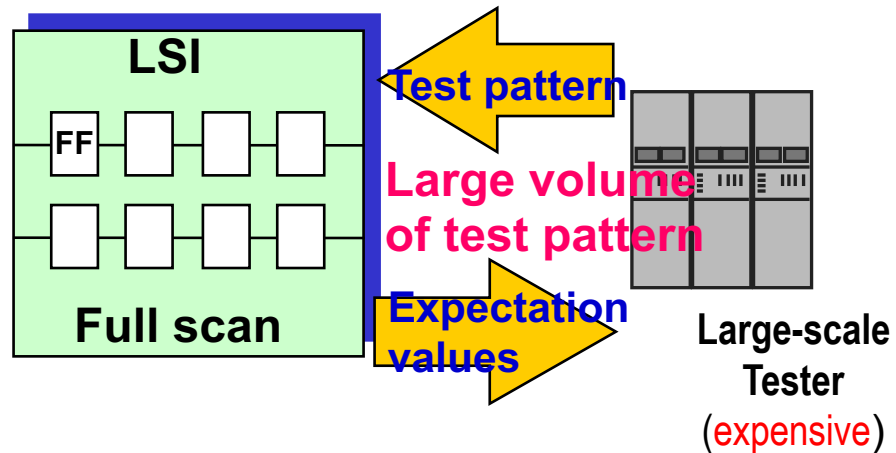 LSI
FF
Full scan
Test pattern
Large volume
of test pattern
Expectation
values
Large-scale
Tester
(expensive)